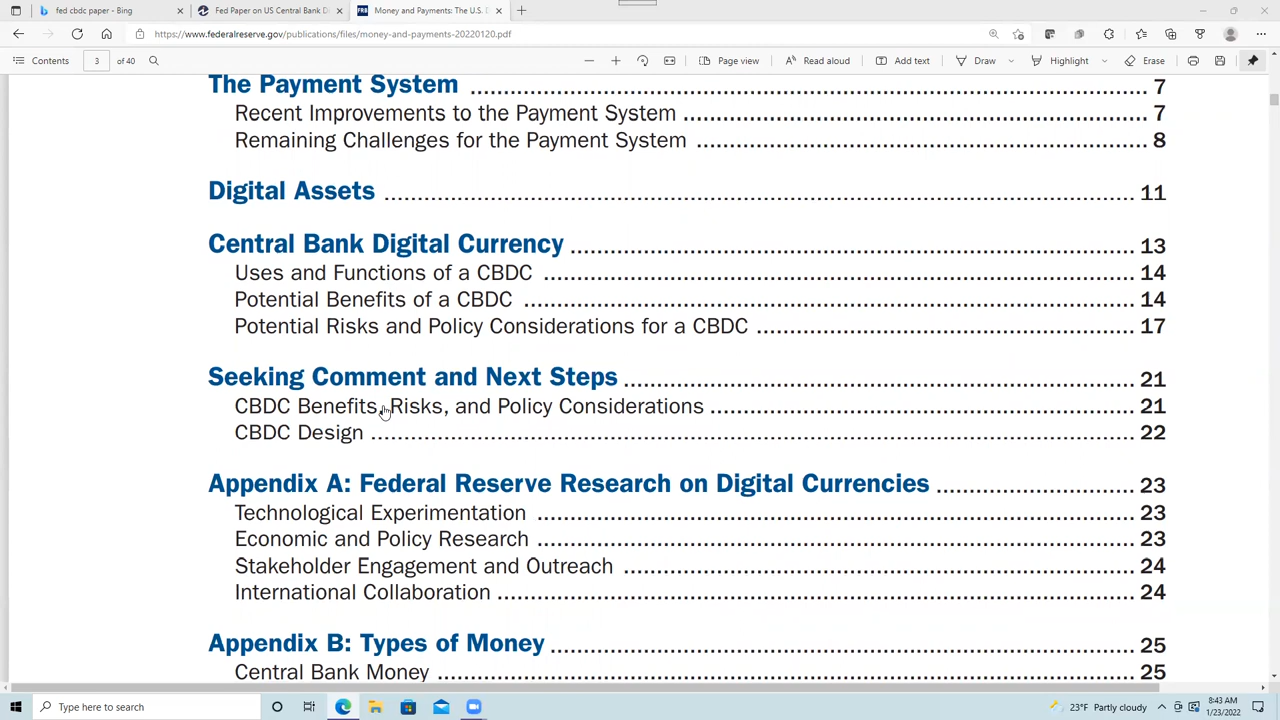 fed cbdc paper - Bing
Fed Paper on US Central Bank D
Money and Payments: The U.S. D
https://www.federalreserve.gov/publications/files/money-and-payments-20220120.pdf
Contents 3 of 40 Page view Read aloud Add text Draw Highlight Erase
The Payment System 7
Recent Improvements to the Payment System 7
Remaining Challenges for the Payment System 8
Digital Assets 11
Central Bank Digital Currency 13
Uses and Functions of a CBDC 14
Potential Benefits of a CBDC 14
Potential Risks and Policy Considerations for a CBDC 17
Seeking Comment and Next Steps 21
CBDC Benefits, Risks, and Policy Considerations 21
CBDC Design 22
Appendix A: Federal Reserve Research on Digital Currencies 23
Technological Experimentation 23
Economic and Policy Research 23
Stakeholder Engagement and Outreach 24
International Collaboration 24
Appendix B: Types of Money 25
Central Bank Money 25
Type here to search
23°F Partly cloudy
8:43 AM
1/23/2022